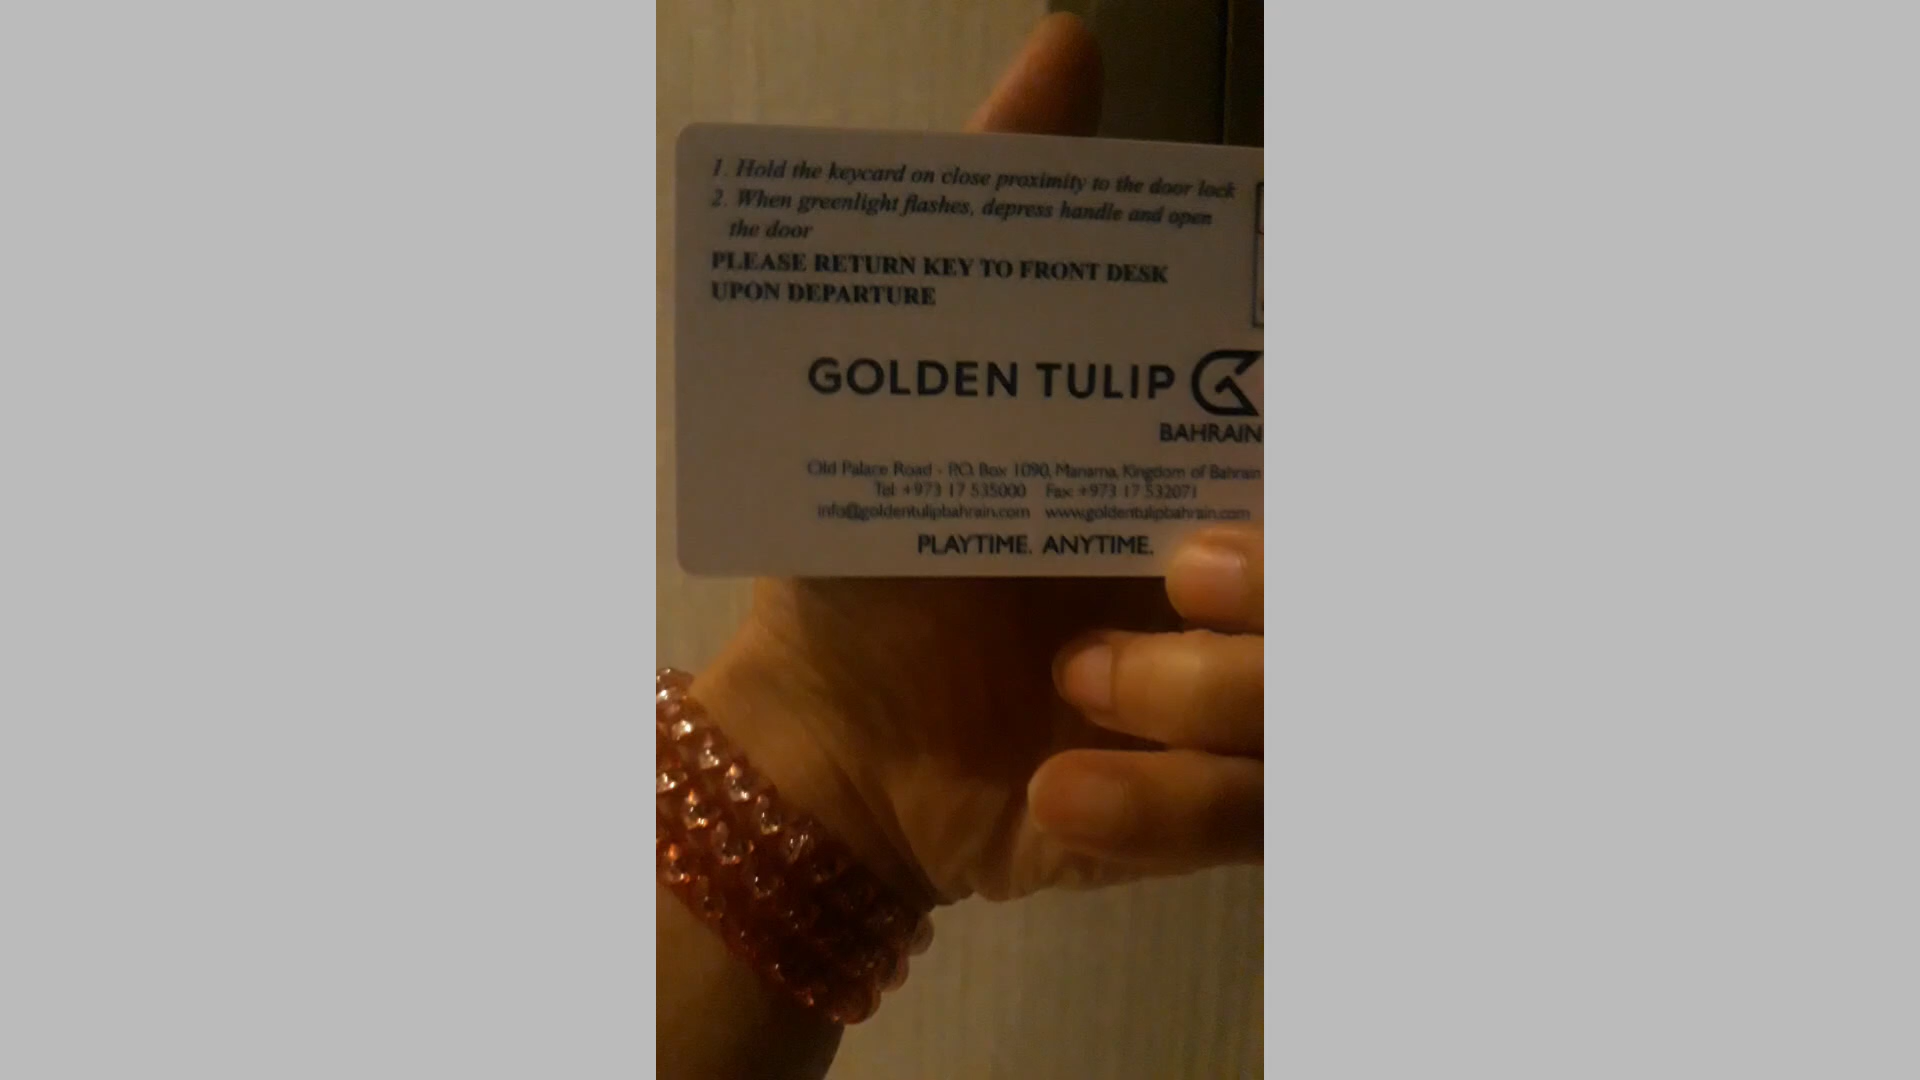 1. Hold the keycard on close proximity to the door lock
2. When greenlight flashes, depress handle and open
the door
PLEASE RETURN KEY TO FRONT DESK
UPON DEPARTURE
GOLDEN TULIP
BAHRAIN
Old Palace Road - P.O. Box 1090, Manama, Kingdom of Bahrain
Tel: +973 17 535000 Fax: +973 17 532071
info@goldentulipbahrain.com www.goldentulipbahrain.com
PLAYTIME. ANYTIME.